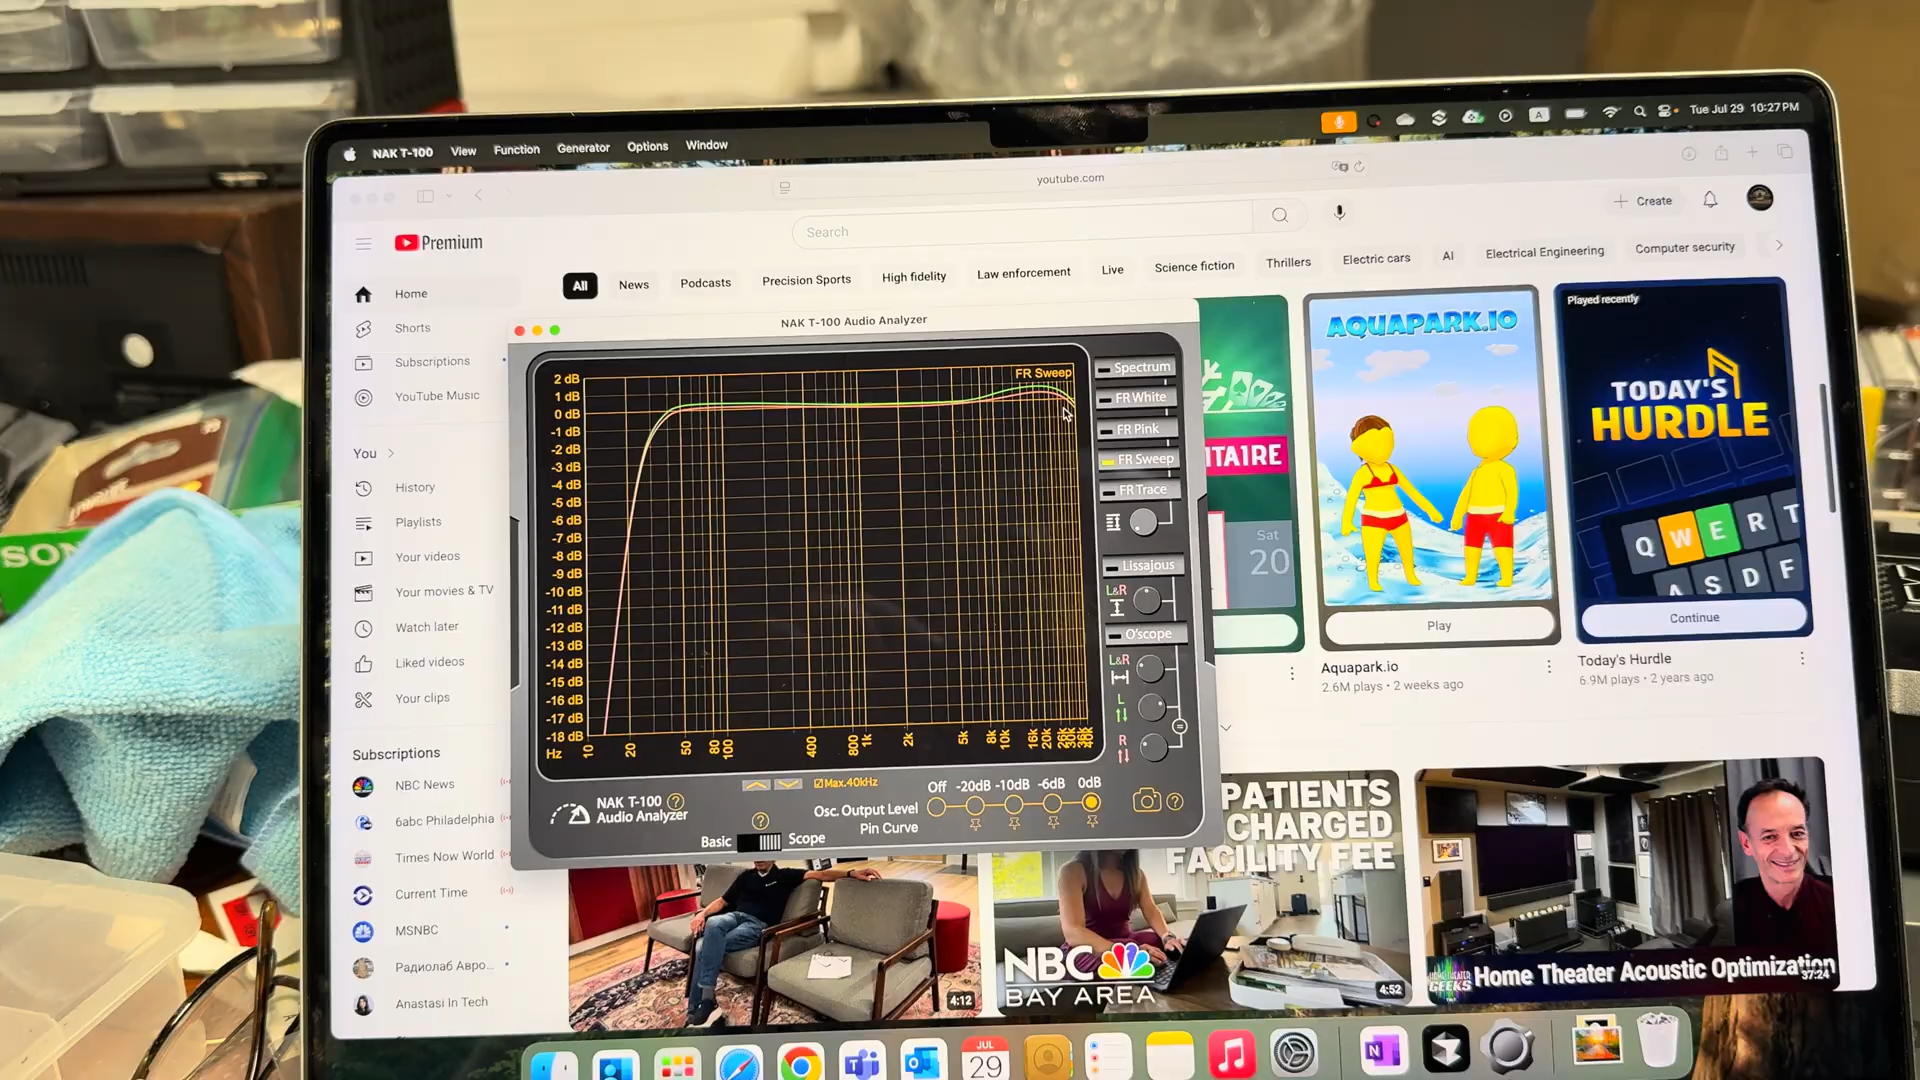 NAK T-100 View Function Generator Options Window
A
Tue Jul 29 10:27PM
youtube.com
Premium
Search
Create
All News Podcasts Precision Sports High fidelity Law enforcement Live Science fiction Thrillers Electric cars AI Electrical Engineering Computer security
Home
Shorts
Subscriptions
YouTube Music
You
History
Playlists
Your videos
Your movies & TV
Watch later
Liked videos
Your clips
Subscriptions
NBC News
6abc Philadelphia
Times Now World
Current Time
MSNBC
Радиолаб Авро...
Anastasi In Tech
NAK T-100 Audio Analyzer
FR Sweep
2 dB
1 dB
0 dB
-1 dB
-2 dB
-3 dB
-4 dB
-5 dB
-6 dB
-7 dB
-8 dB
-9 dB
-10 dB
-11 dB
-12 dB
-13 dB
-14 dB
-15 dB
-16 dB
-17 dB
-18 dB
Hz 10 20 50 80 100 400 800 1k 2k 5k 8k 10k 16k 20k 26k 30k 36k 40k
Spectrum
FR White
FR Pink
FR Sweep
FR Trace
Lissajous
L&R
O'scope
L&R
L
R
Max.40kHz
NAK T-100
Audio Analyzer
Basic Scope
Off -20dB -10dB -6dB 0dB
Osc. Output Level
Pin Curve
ITAIRE
Sat
20
AQUAPARK.IO
Play
Aquapark.io
2.6M plays • 2 weeks ago
Played recently
TODAY'S
HURDLE
Q W E R T
A S D F
Continue
Today's Hurdle
6.9M plays • 2 years ago
4:12
PATIENTS
CHARGED
FACILITY FEE
NBC
BAY AREA
4:52
HOME THEATER GEEKS
Home Theater Acoustic Optimization
37:24
JUL
29
SON